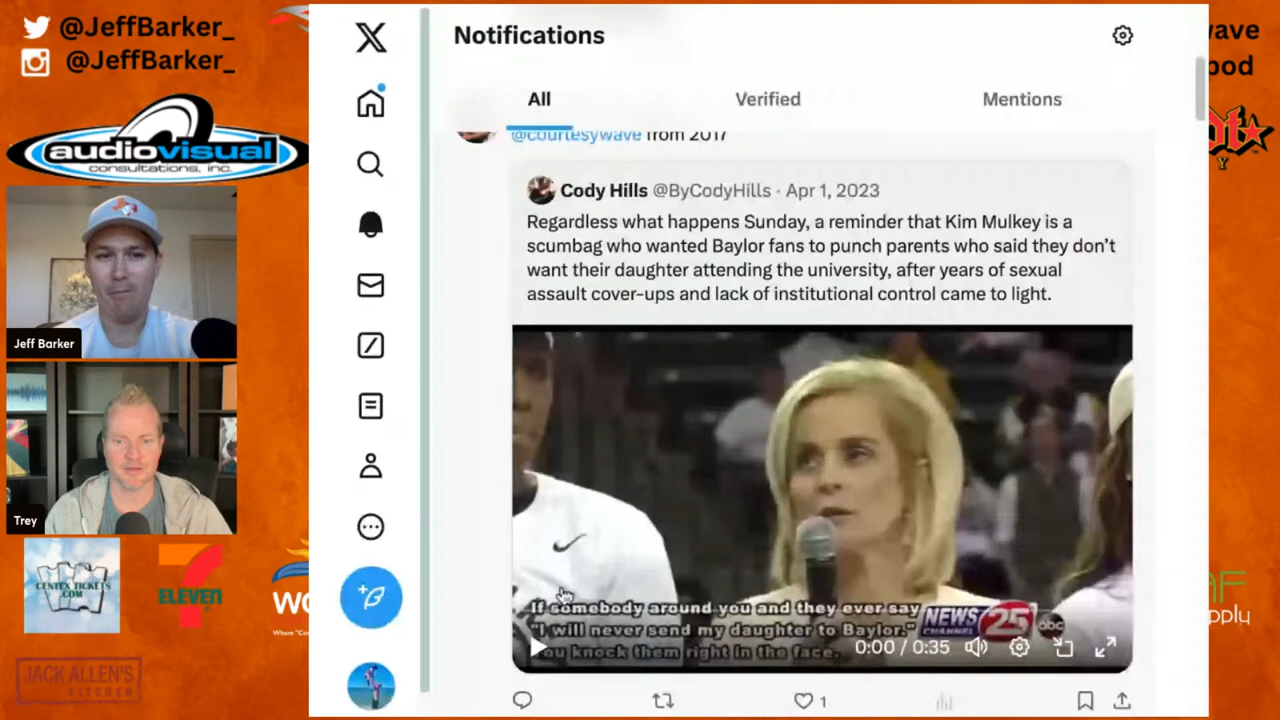 @JeffBarker_
@JeffBarker_
audiovisual
consultations, inc.
Jeff Barker
Trey
CENTEX TICKETS
.COM
7
ELEVEN
WO
JACK ALLEN'S
KITCHEN
X
Notifications
All
Verified
Mentions
@courtesywave from 2017
Cody Hills @ByCodyHills · Apr 1, 2023
Regardless what happens Sunday, a reminder that Kim Mulkey is a
scumbag who wanted Baylor fans to punch parents who said they don't
want their daughter attending the university, after years of sexual
assault cover-ups and lack of institutional control came to light.
If somebody around you and they ever say
"I will never send my daughter to Baylor."
You knock them right in the face.
NEWS
CHANNEL
25
abc
0:00 / 0:35
1
wave
pod
Y
AF
pply